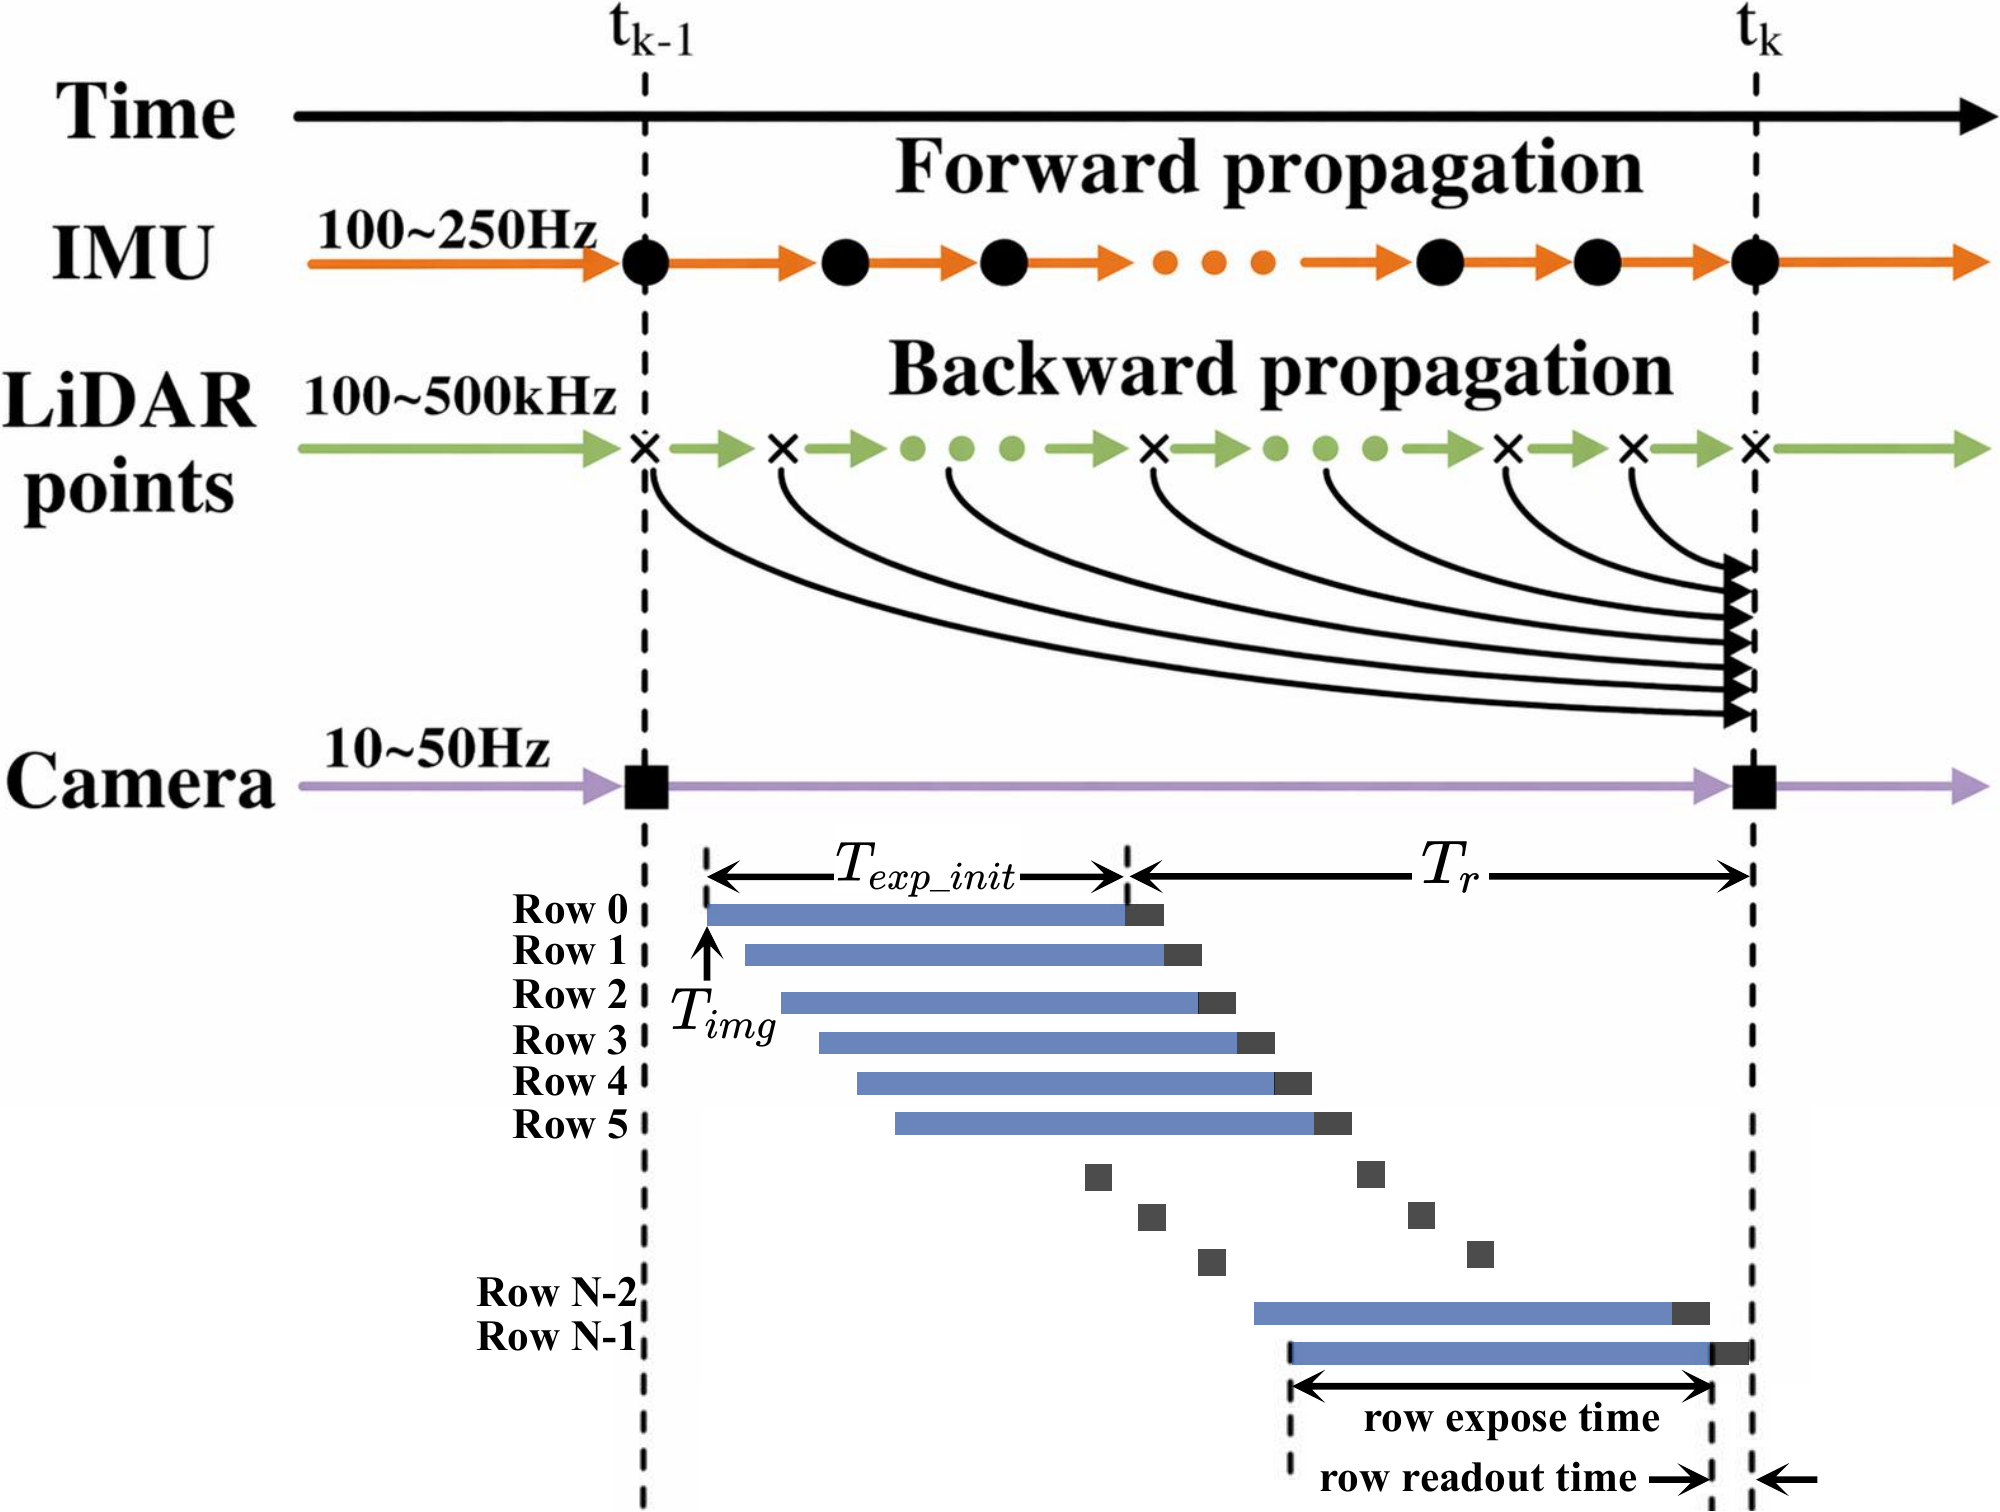 t_{k-1}
t_k
Time
Forward propagation
IMU
100~250Hz
Backward propagation
LiDAR
points
100~500kHz
Camera
10~50Hz
T_{exp\_init}
T_r
Row 0
Row 1
T_{img}
Row 2
Row 3
Row 4
Row 5
Row N-2
Row N-1
row expose time
row readout time